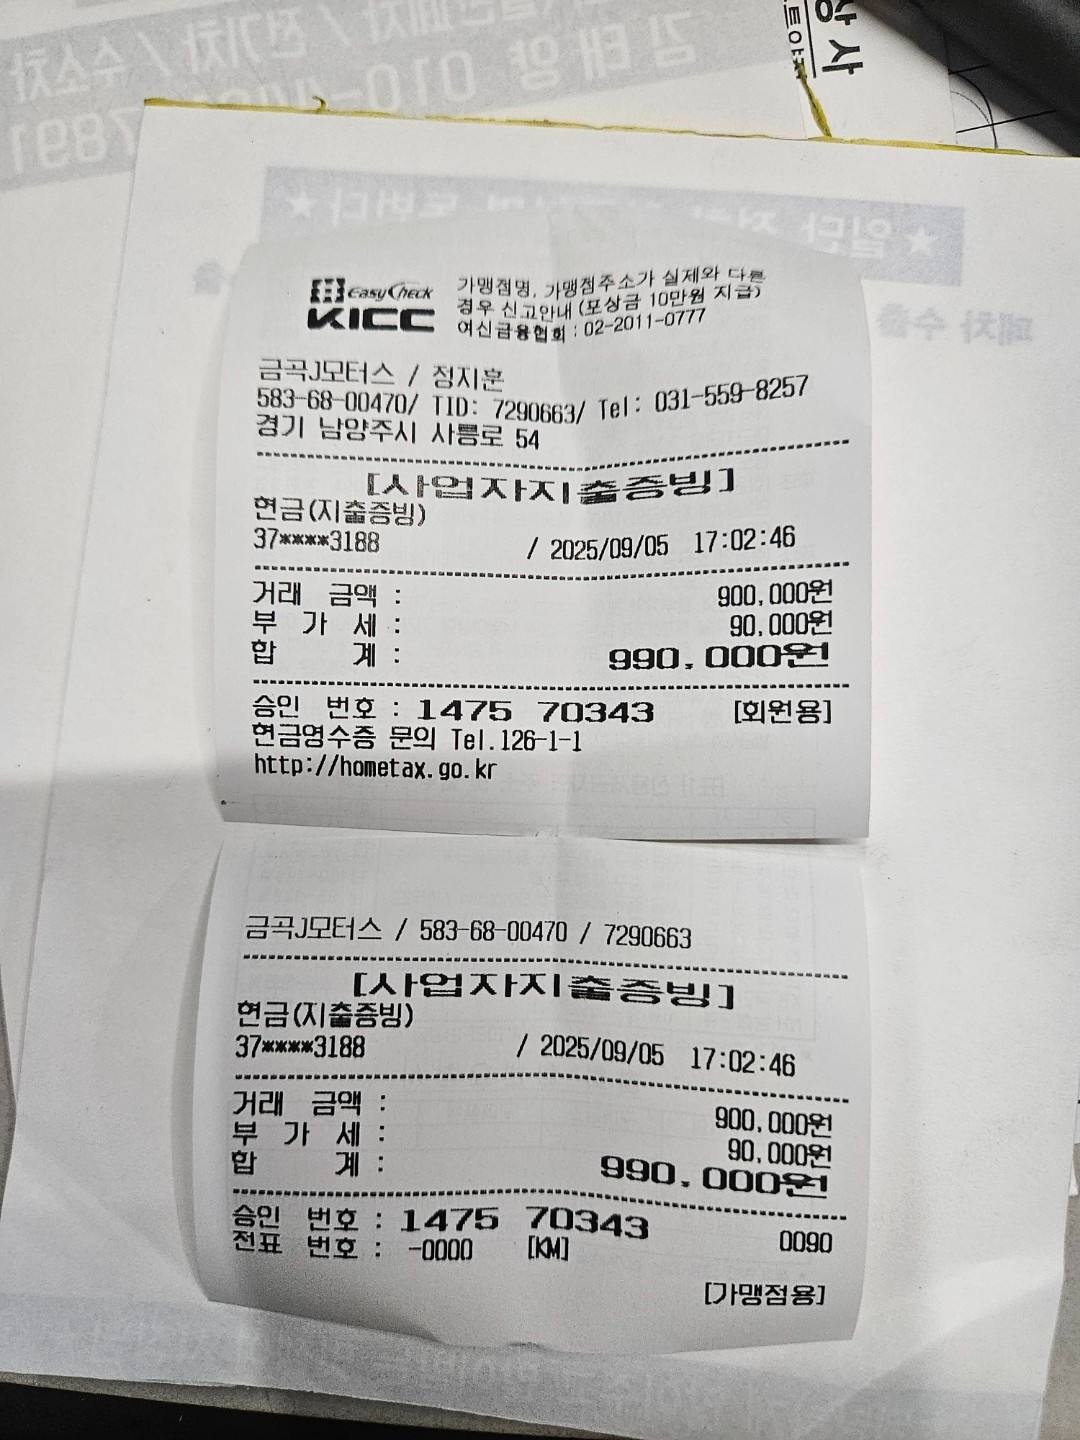 김태양 010-
7891
상사
EasyCheck
KICC
가맹점명, 가맹점주소가 실제와 다른
경우 신고안내 (포상금 10만원 지급)
여신금융협회 : 02-2011-0777
금곡J모터스 / 정지훈
583-68-00470/ TID: 7290663/ Tel: 031-559-8257
경기 남양주시 사릉로 54
[사업자지출증빙]
현금(지출증빙)
37****3188 / 2025/09/05 17:02:46
거래 금액 : 900,000원
부 가 세 : 90,000원
합 계 : 990,000원
승인 번호 : 1475 70343 [회원용]
현금영수증 문의 Tel.126-1-1
http://hometax.go.kr
금곡J모터스 / 583-68-00470 / 7290663
[사업자지출증빙]
현금(지출증빙)
37****3188 / 2025/09/05 17:02:46
거래 금액 : 900,000원
부 가 세 : 90,000원
합 계 : 990,000원
승인 번호 : 1475 70343 0090
전표 번호 : -0000 [KM]
[가맹점용]